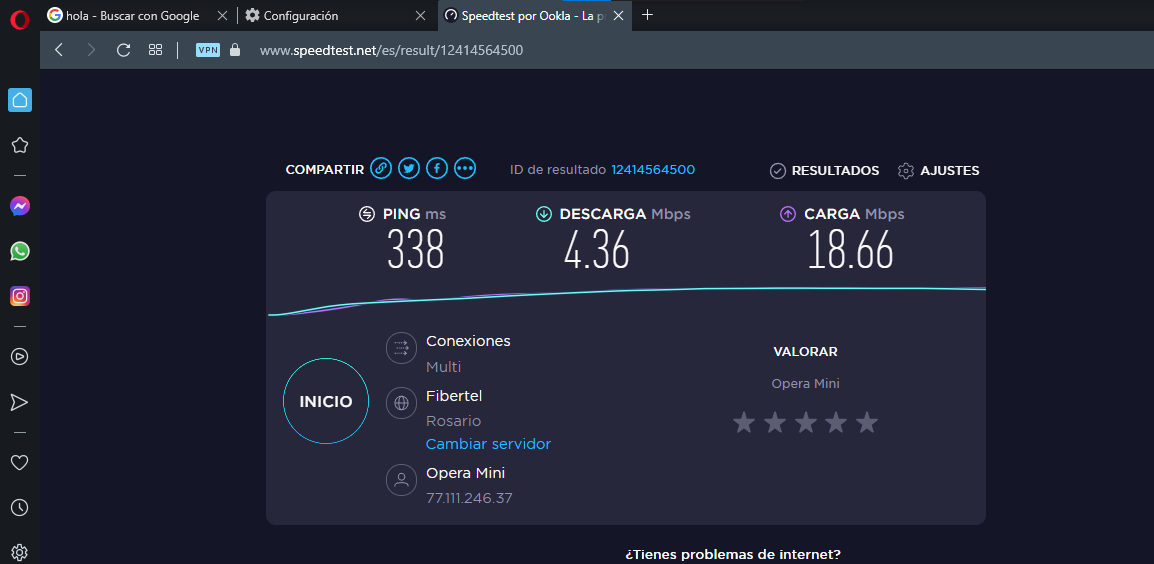 hola - Buscar con Google
Configuración
Speedtest por Ookla - La p
VPN
www.speedtest.net/es/result/12414564500
COMPARTIR
ID de resultado 12414564500
RESULTADOS
AJUSTES
PING ms
DESCARGA Mbps
CARGA Mbps
338
4.36
18.66
Conexiones
Multi
INICIO
Fibertel
Rosario
Cambiar servidor
Opera Mini
77.111.246.37
VALORAR
Opera Mini
¿Tienes problemas de internet?